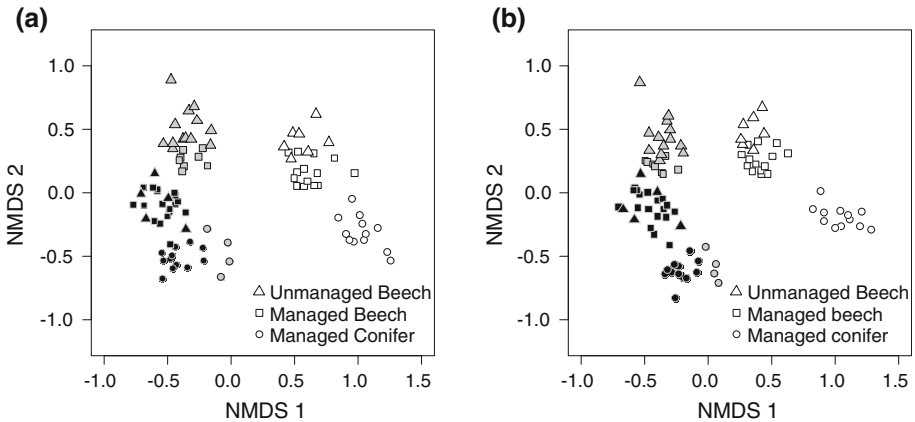 (a)
NMDS 2
1.0
0.5
0.0
-0.5
-1.0
Unmanaged Beech
Managed Beech
Managed Conifer
-1.0 -0.5 0.0 0.5 1.0 1.5
NMDS 1
(b)
NMDS 2
1.0
0.5
0.0
-0.5
-1.0
Unmanaged Beech
Managed beech
Managed conifer
-1.0 -0.5 0.0 0.5 1.0 1.5
NMDS 1